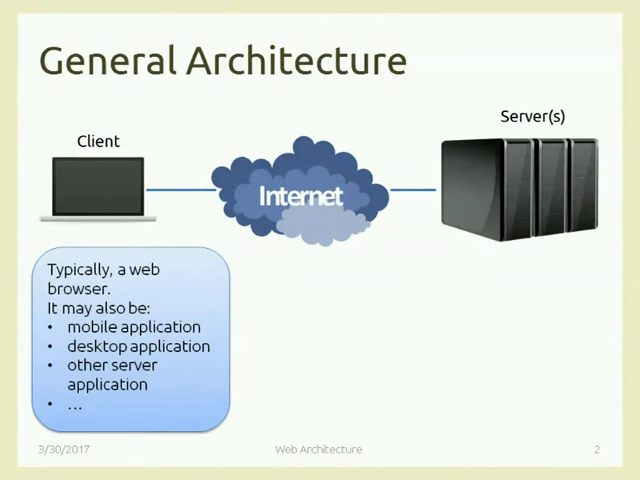 General Architecture
Server(s)
Client
Internet
Typically, a web
browser.
It may also be:
• mobile application
• desktop application
• other server
application
• ...
3/30/2017
Web Architecture
2